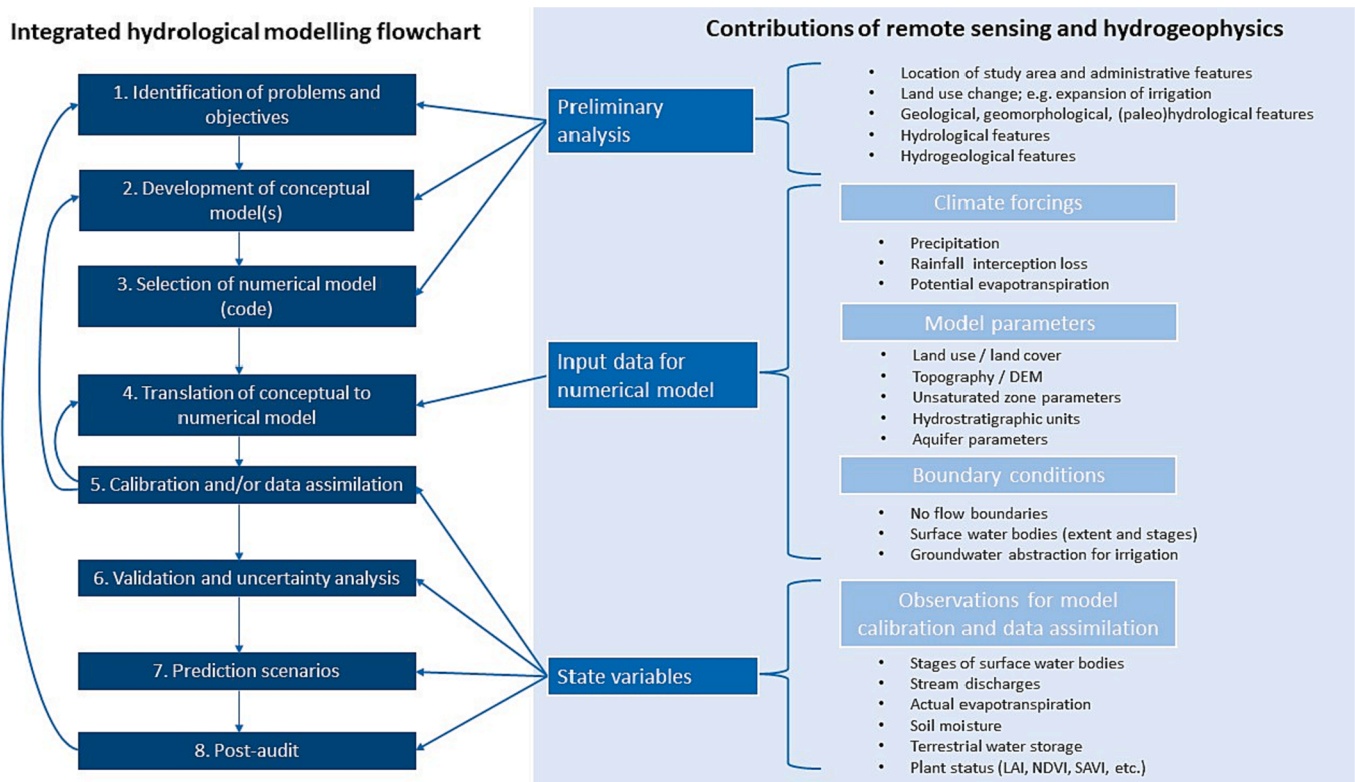 Integrated hydrological modelling flowchart
1. Identification of problems and
objectives
2. Development of conceptual
model(s)
3. Selection of numerical model
(code)
4. Translation of conceptual to
numerical model
5. Calibration and/or data assimilation
6. Validation and uncertainty analysis
7. Prediction scenarios
8. Post-audit
Contributions of remote sensing and hydrogeophysics
Preliminary
analysis
• Location of study area and administrative features
• Land use change; e.g. expansion of irrigation
• Geological, geomorphological, (paleo)hydrological features
• Hydrological features
• Hydrogeological features
Input data for
numerical model
Climate forcings
• Precipitation
• Rainfall interception loss
• Potential evapotranspiration
Model parameters
• Land use / land cover
• Topography / DEM
• Unsaturated zone parameters
• Hydrostratigraphic units
• Aquifer parameters
Boundary conditions
• No flow boundaries
• Surface water bodies (extent and stages)
• Groundwater abstraction for irrigation
State variables
Observations for model
calibration and data assimilation
• Stages of surface water bodies
• Stream discharges
• Actual evapotranspiration
• Soil moisture
• Terrestrial water storage
• Plant status (LAI, NDVI, SAVI, etc.)